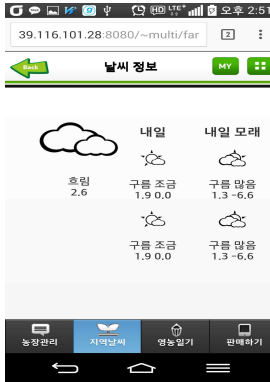 HD LTE 오후 2:51
39.116.101.28:8080/~multi/far 2
Back 날씨 정보 MY
내일 내일 모래
흐림
2.6
구름 조금 구름 많음
1.9 0.0 1.3 -6.6
구름 조금 구름 많음
1.9 0.0 1.3 -6.6
농장관리 지역날씨 영농일기 판매하기